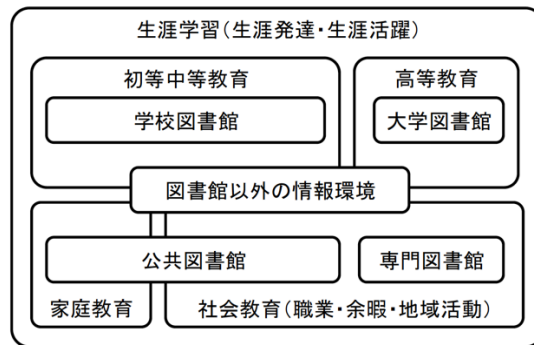 生涯学習(生涯発達・生涯活躍)
初等中等教育
高等教育
学校図書館
大学図書館
図書館以外の情報環境
公共図書館
専門図書館
家庭教育
社会教育(職業・余暇・地域活動)